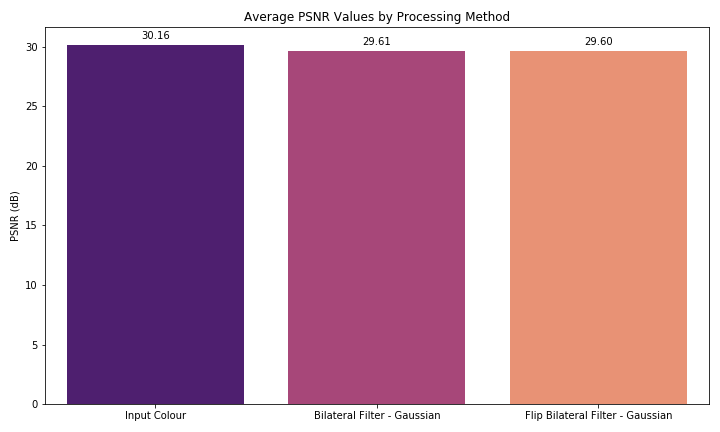 Average PSNR Values by Processing Method
30.16
29.61
29.60
30
25
20
15
10
5
0
PSNR (dB)
Input Colour
Bilateral Filter - Gaussian
Flip Bilateral Filter - Gaussian